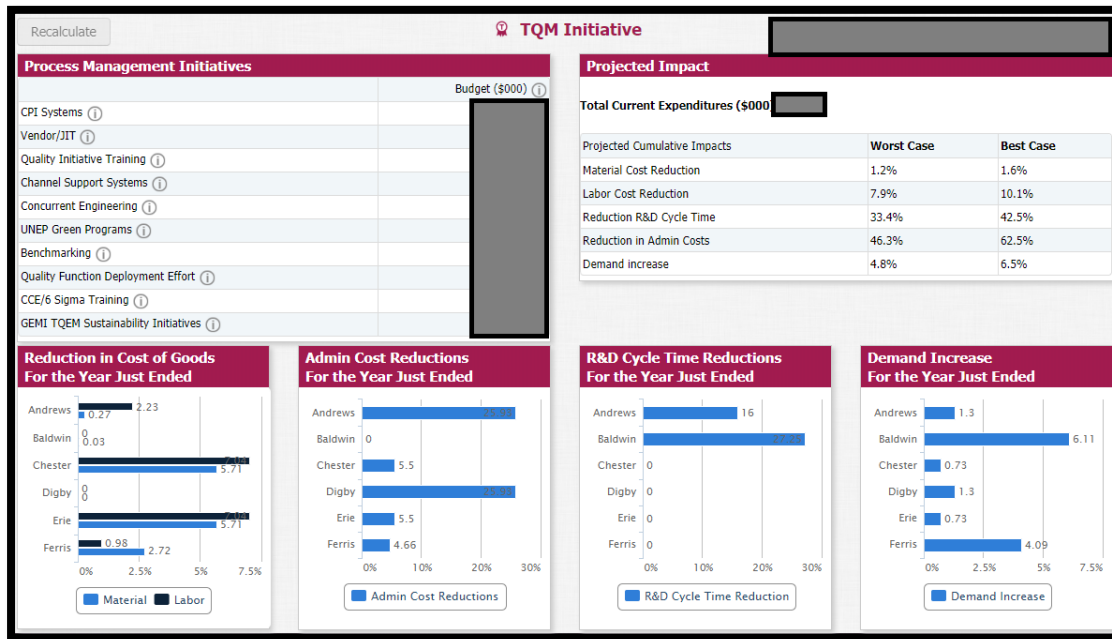 Recalculate
TQM Initiative
Process Management Initiatives
Budget ($000)
CPI Systems
Vendor/JIT
Quality Initiative Training
Channel Support Systems
Concurrent Engineering
UNEP Green Programs
Benchmarking
Quality Function Deployment Effort
CCE/6 Sigma Training
GEMI TQEM Sustainability Initiatives
Projected Impact
Total Current Expenditures ($000
Projected Cumulative Impacts Worst Case Best Case
Material Cost Reduction 1.2% 1.6%
Labor Cost Reduction 7.9% 10.1%
Reduction R&D Cycle Time 33.4% 42.5%
Reduction in Admin Costs 46.3% 62.5%
Demand increase 4.8% 6.5%
Reduction in Cost of Goods
For the Year Just Ended
Andrews 2.23
0.27
Baldwin 0
0.03
Chester 7.04
5.71
Digby 0
0
Erie 7.04
5.71
Ferris 0.98
2.72
0% 2.5% 5% 7.5%
Material Labor
Admin Cost Reductions
For the Year Just Ended
Andrews 25.98
Baldwin 0
Chester 5.5
Digby 25.98
Erie 5.5
Ferris 4.66
0% 10% 20% 30%
Admin Cost Reductions
R&D Cycle Time Reductions
For the Year Just Ended
Andrews 16
Baldwin
Chester 0
Digby 0
Erie 0
Ferris 0
0% 10% 20% 30%
R&D Cycle Time Reduction
Demand Increase
For the Year Just Ended
Andrews 1.3
Baldwin 6.11
Chester 0.73
Digby 1.3
Erie 0.73
Ferris 4.09
0% 2.5% 5% 7.5%
Demand Increase